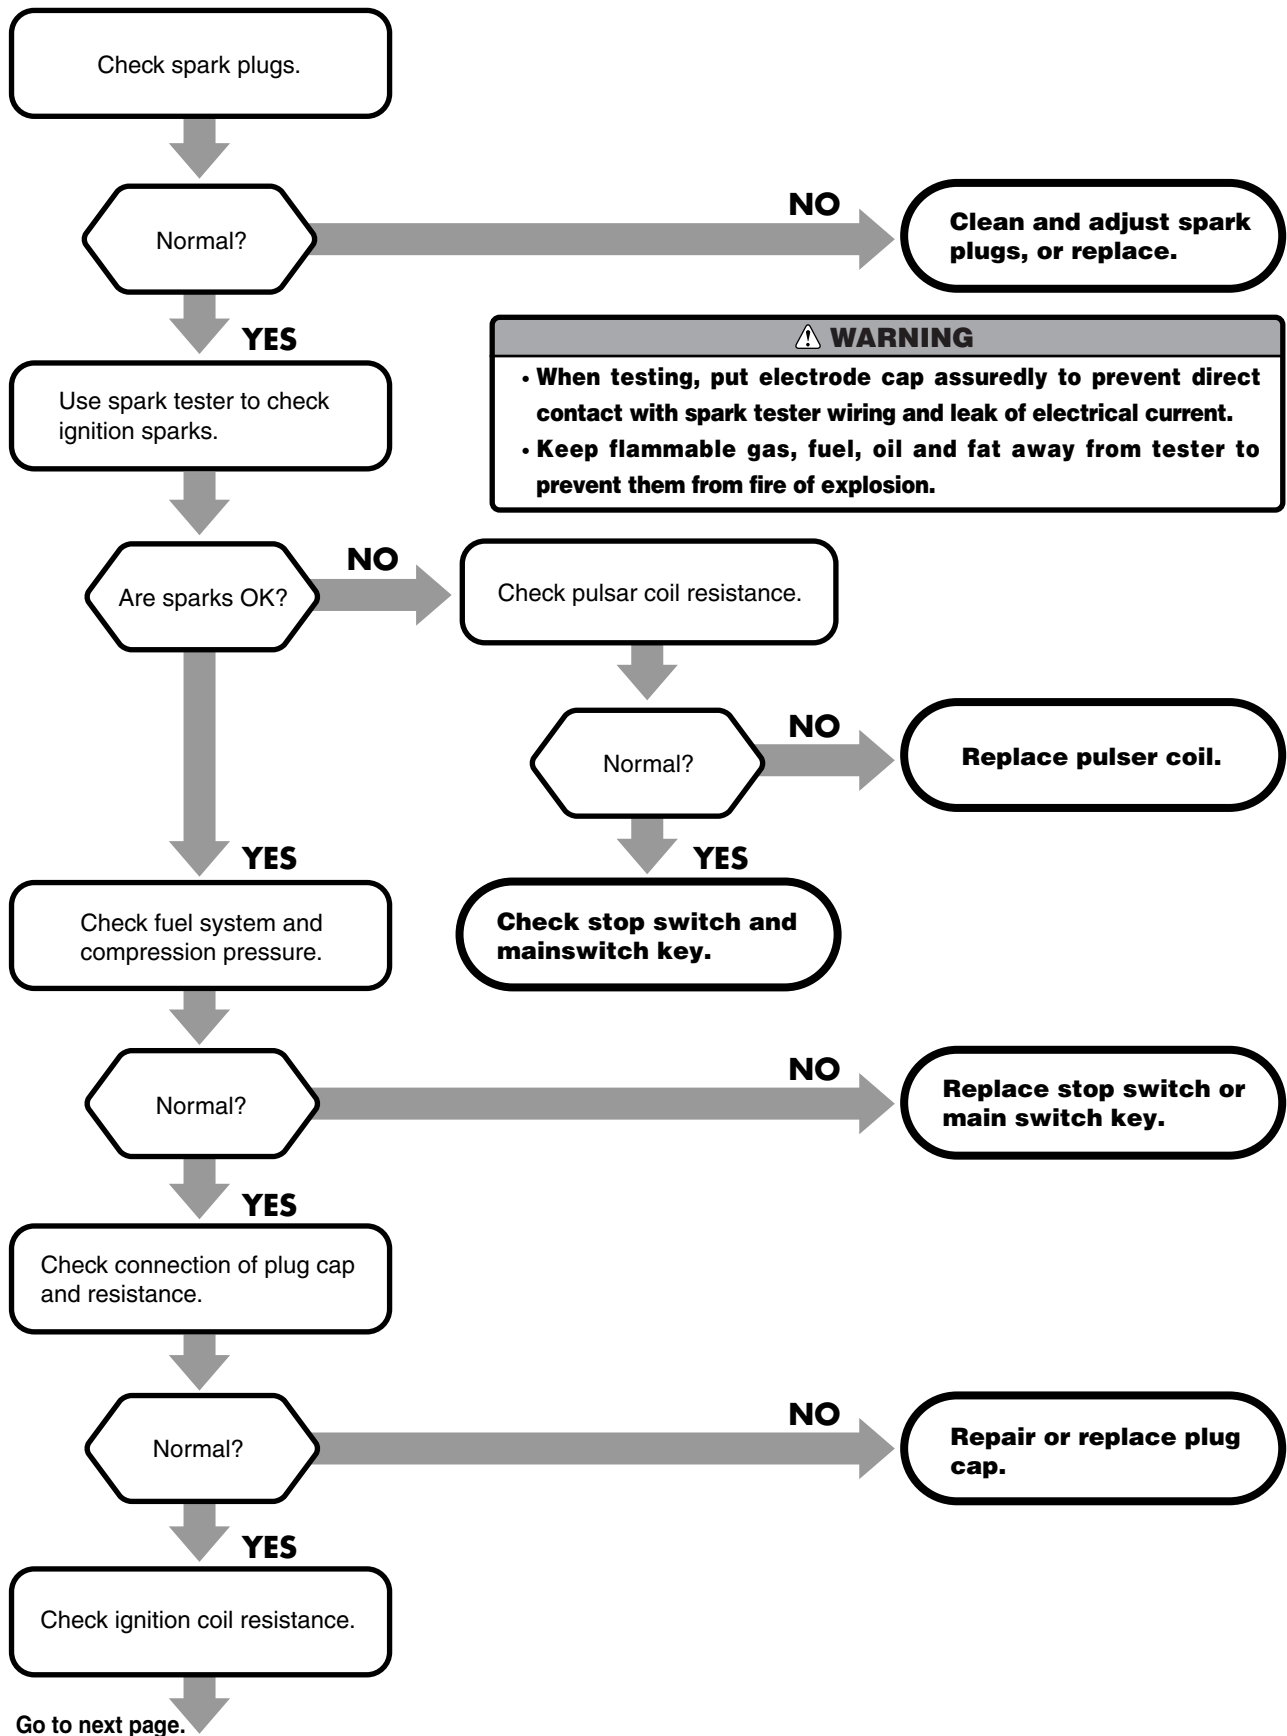 Check spark plugs.
Normal?
NO
Clean and adjust spark
plugs, or replace.
YES
⚠ WARNING
• When testing, put electrode cap assuredly to prevent direct
contact with spark tester wiring and leak of electrical current.
• Keep flammable gas, fuel, oil and fat away from tester to
prevent them from fire of explosion.
Use spark tester to check
ignition sparks.
Are sparks OK?
NO
Check pulsar coil resistance.
Normal?
NO
Replace pulser coil.
YES
Check stop switch and
mainswitch key.
YES
Check fuel system and
compression pressure.
Normal?
NO
Replace stop switch or
main switch key.
YES
Check connection of plug cap
and resistance.
Normal?
NO
Repair or replace plug
cap.
YES
Check ignition coil resistance.
Go to next page.